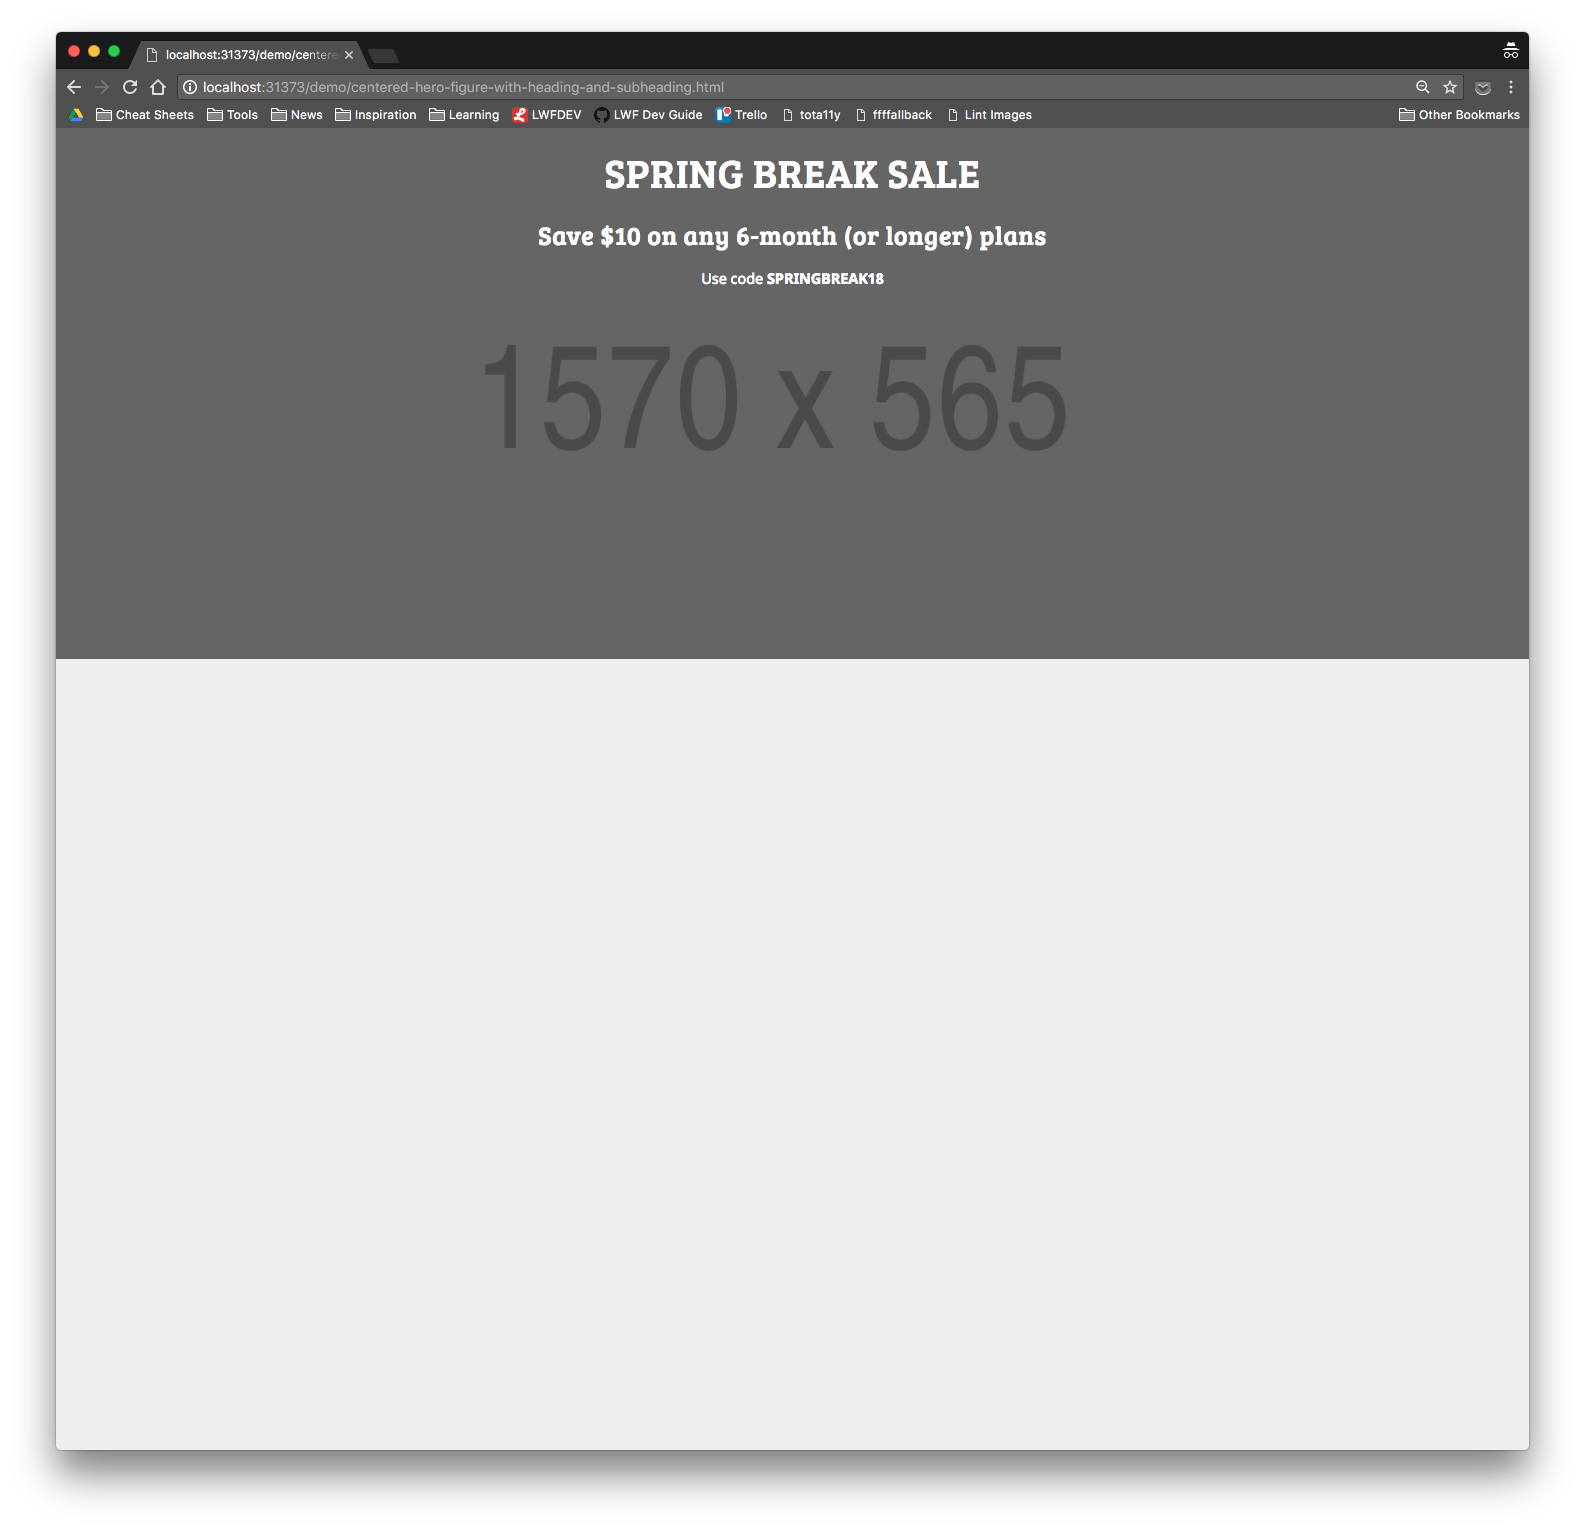 localhost:31373/demo/centere
localhost:31373/demo/centered-hero-figure-with-heading-and-subheading.html
Cheat Sheets Tools News Inspiration Learning LWFDEV LWF Dev Guide Trello tota11y ffffallback Lint Images Other Bookmarks
SPRING BREAK SALE
Save $10 on any 6-month (or longer) plans
Use code SPRINGBREAK18
1570 x 565